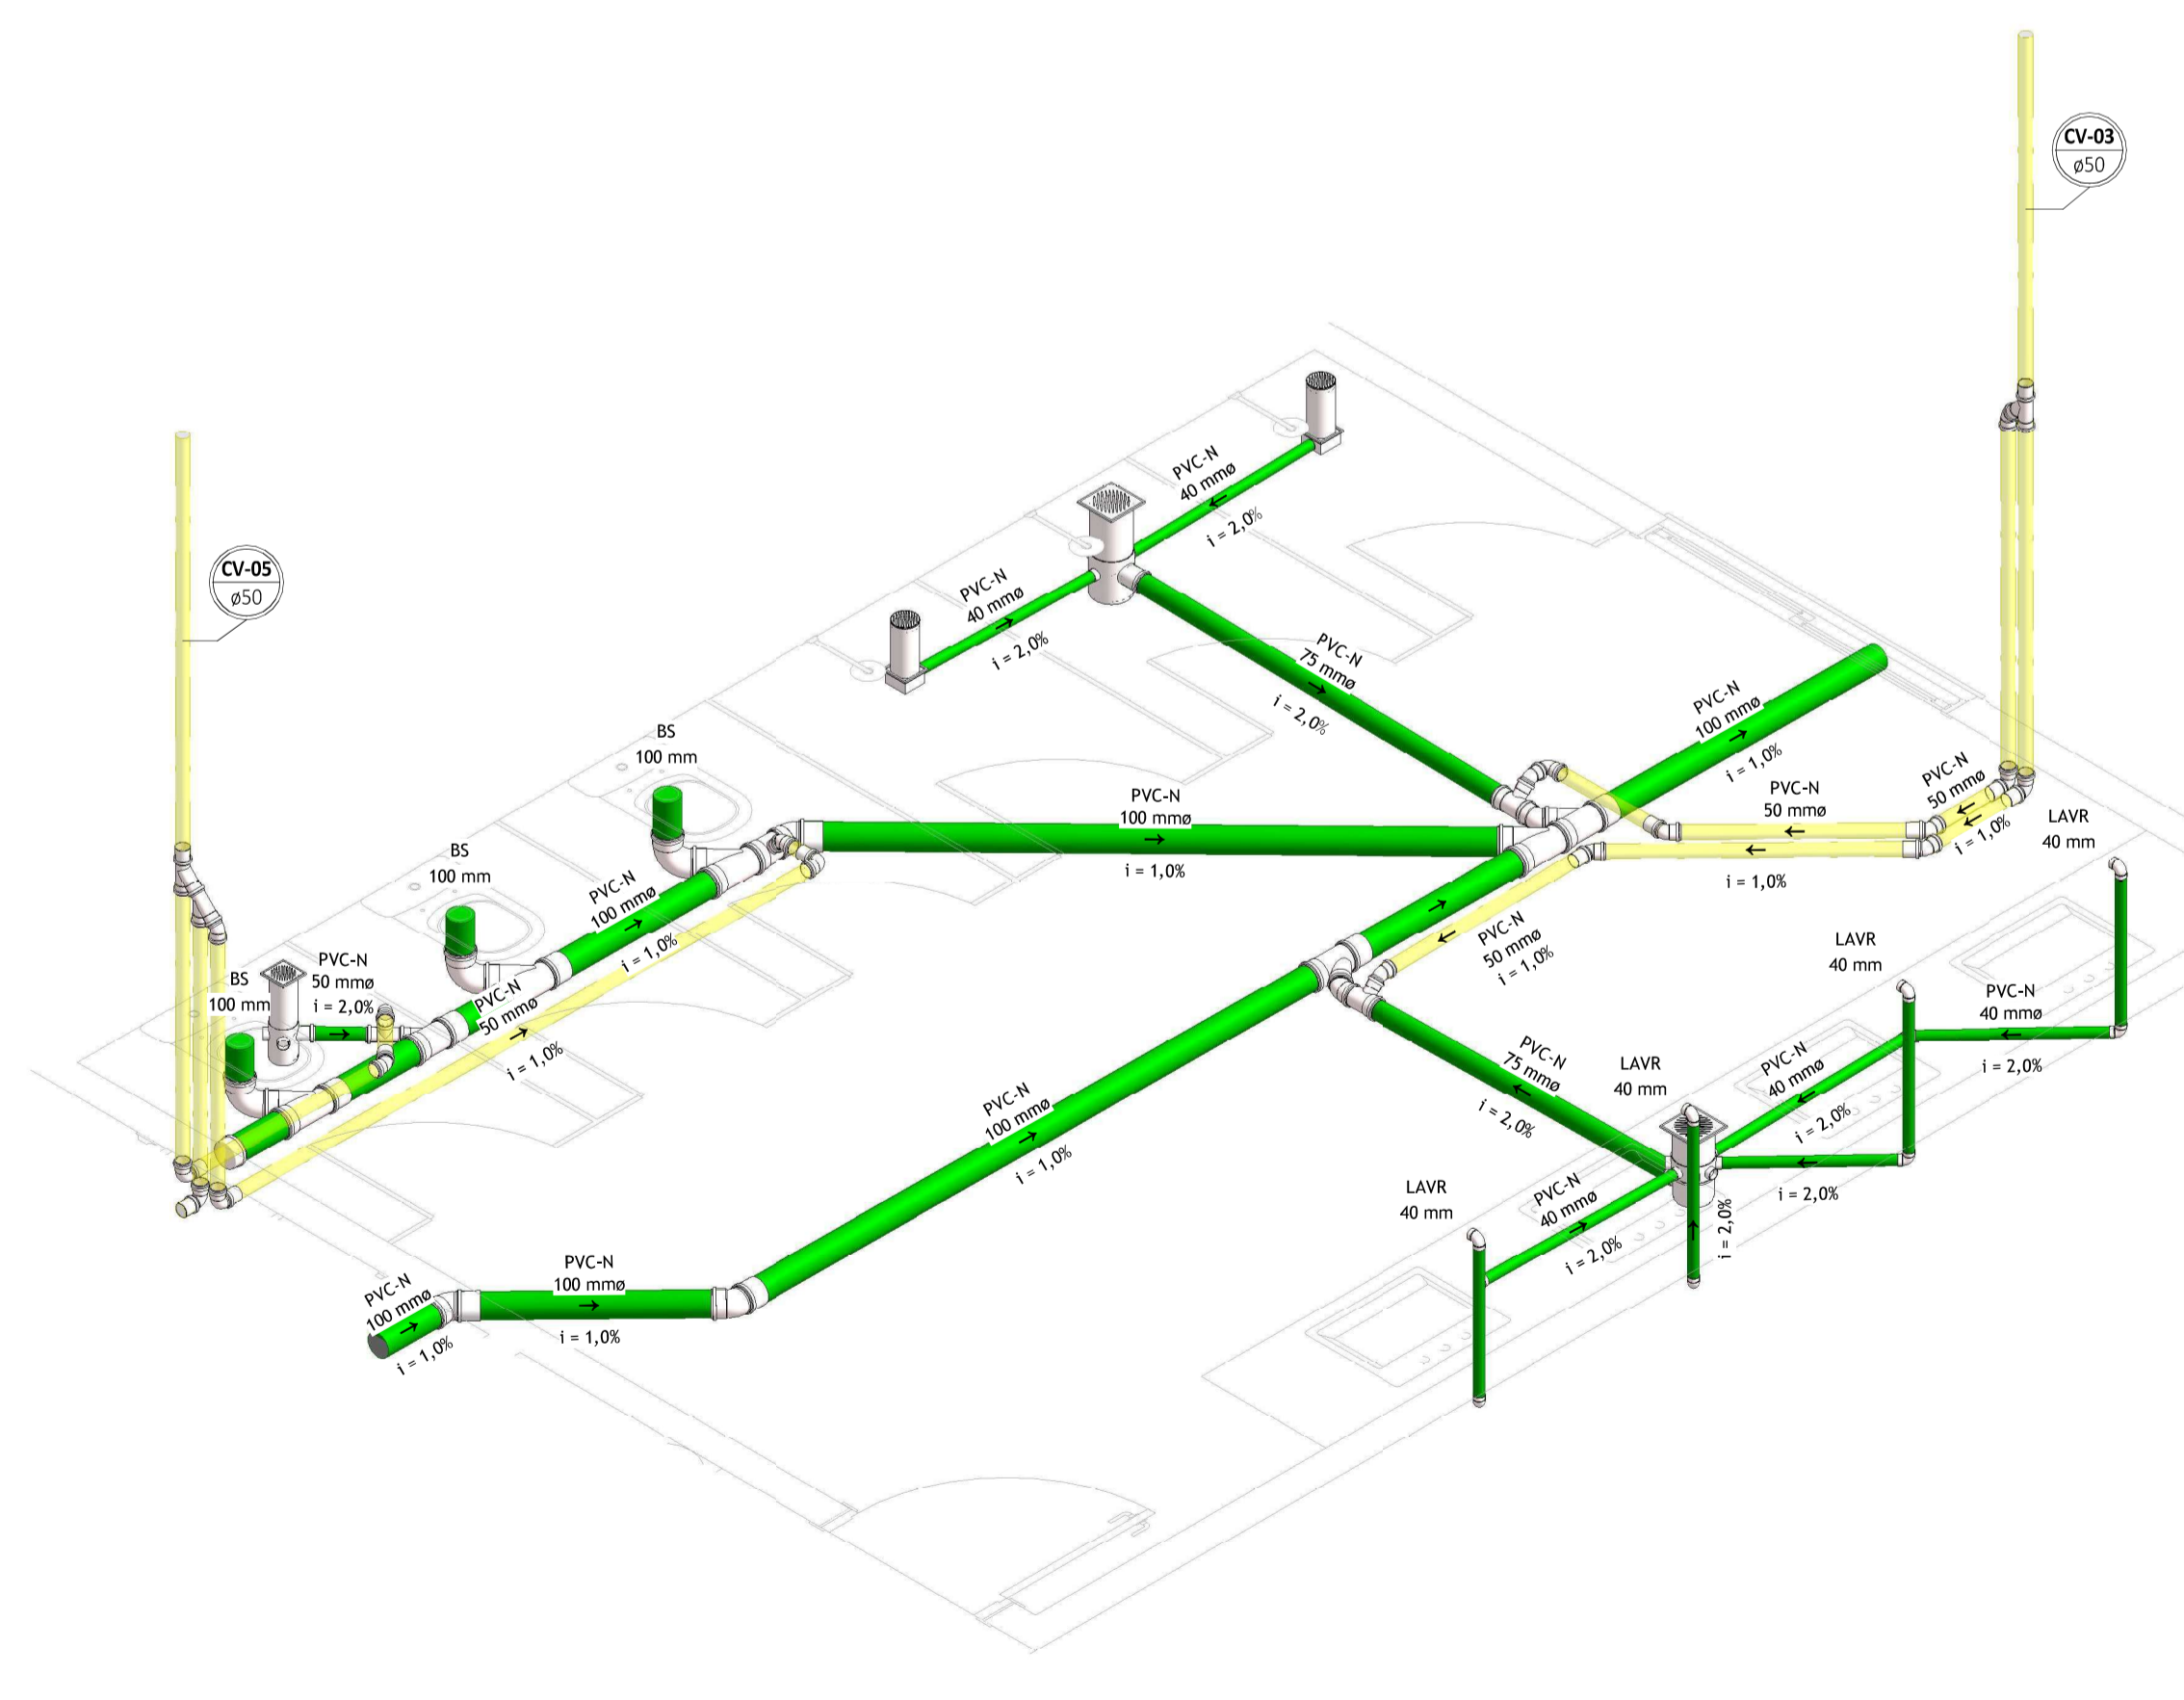 CV-03
ø50
CV-05
ø50
PVC-N
40 mmø
i = 2,0%
PVC-N
40 mmø
i = 2,0%
PVC-N
75 mmø
i = 2,0%
PVC-N
100 mmø
i = 1,0%
BS
100 mm
PVC-N
100 mmø
i = 1,0%
PVC-N
50 mmø
i = 1,0%
PVC-N
50 mmø
i = 1,0%
LAVR
40 mm
BS
100 mm
PVC-N
100 mmø
i = 1,0%
PVC-N
50 mmø
i = 1,0%
LAVR
40 mm
BS
100 mm
PVC-N
50 mmø
i = 2,0%
PVC-N
50 mmø
i = 1,0%
PVC-N
40 mmø
i = 2,0%
LAVR
40 mm
PVC-N
40 mmø
i = 2,0%
PVC-N
75 mmø
i = 2,0%
PVC-N
100 mmø
i = 1,0%
LAVR
40 mm
PVC-N
40 mmø
i = 2,0%
i = 2,0%
i = 2,0%
PVC-N
100 mmø
i = 1,0%
PVC-N
100 mmø
i = 1,0%